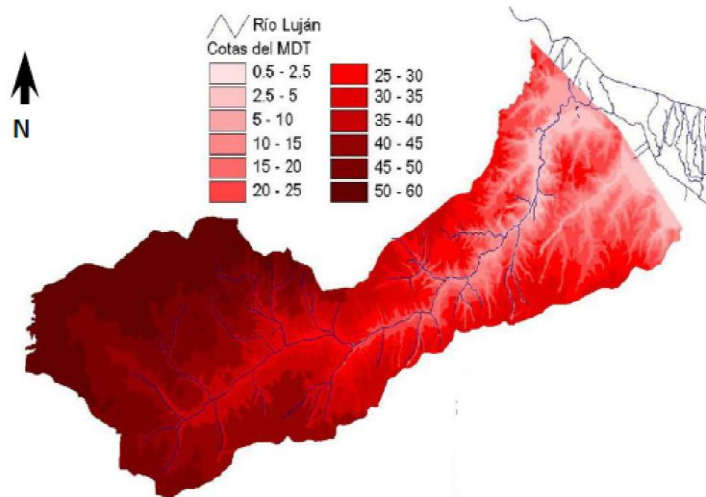 Río Luján
Cotas del MDT
0.5 - 2.5
2.5 - 5
5 - 10
10 - 15
15 - 20
20 - 25
25 - 30
30 - 35
35 - 40
40 - 45
45 - 50
50 - 60
N